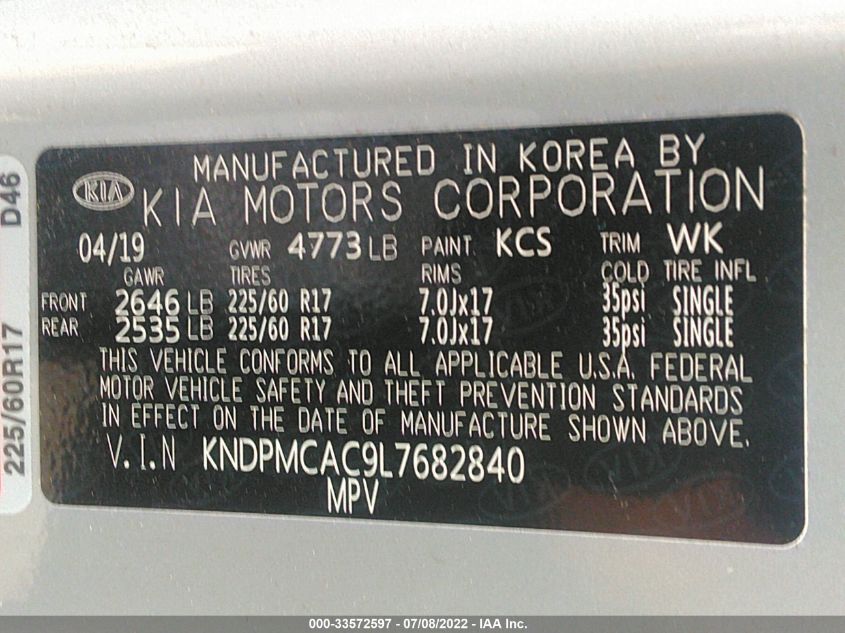 MANUFACTURED IN KOREA BY
KIA KIA MOTORS CORPORATION
04/19 GVWR 4773 LB PAINT KCS TRIM WK
GAWR TIRES RIMS COLD TIRE INFL
FRONT 2646 LB 225/60 R17 7.0Jx17 35psi SINGLE
REAR 2535 LB 225/60 R17 7.0Jx17 35psi SINGLE
THIS VEHICLE CONFORMS TO ALL APPLICABLE U.S.A. FEDERAL
MOTOR VEHICLE SAFETY AND THEFT PREVENTION STANDARDS
IN EFFECT ON THE DATE OF MANUFACTURE SHOWN ABOVE.
V.I.N KNDPMCAC9L7682840
MPV
225/60R17 D46
000-33572597 - 07/08/2022 - IAA Inc.